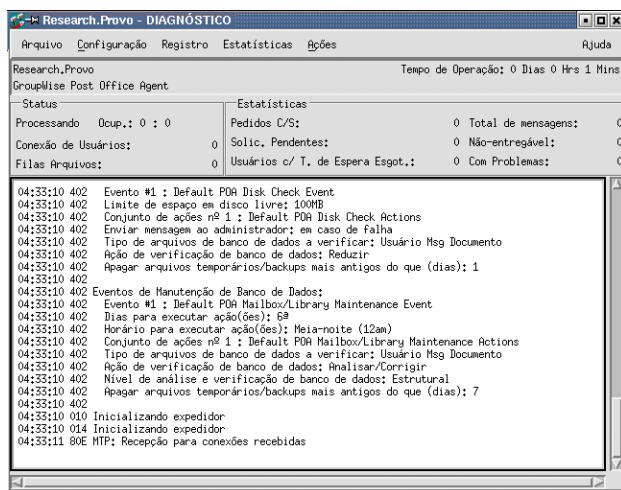 Research.Provo - DIAGNÓSTICO
Arquivo Configuração Registro Estatísticas Ações Ajuda
Research.Provo Tempo de Operação: 0 Dias 0 Hrs 1 Mins
GroupWise Post Office Agent
Status Estatísticas
Processando Ocup.: 0 : 0 Pedidos C/S: 0 Total de mensagens: 0
Conexão de Usuários: 0 Solic. Pendentes: 0 Não-entregável: 0
Filas Arquivos: 0 Usuários c/ T. de Espera Esgot.: 0 Com Problemas: 0
04:33:10 402 Evento #1 : Default POA Disk Check Event
04:33:10 402 Limite de espaço em disco livre: 100MB
04:33:10 402 Conjunto de ações nº 1 : Default POA Disk Check Actions
04:33:10 402 Enviar mensagem ao administrador: em caso de falha
04:33:10 402 Tipo de arquivos de banco de dados a verificar: Usuário Msg Documento
04:33:10 402 Ação de verificação de banco de dados: Reduzir
04:33:10 402 Apagar arquivos temporários/backups mais antigos do que (dias): 1
04:33:10 402
04:33:10 402 Eventos de Manutenção de Banco de Dados:
04:33:10 402 Evento #1 : Default POA Mailbox/Library Maintenance Event
04:33:10 402 Dias para executar ação(ões): 6ª
04:33:10 402 Horário para executar ação(ões): Meia-noite (12am)
04:33:10 402 Conjunto de ações nº 1 : Default POA Mailbox/Library Maintenance Actions
04:33:10 402 Tipo de arquivos de banco de dados a verificar: Usuário Msg Documento
04:33:10 402 Ação de verificação de banco de dados: Analisar/Corrigir
04:33:10 402 Nível de análise e verificação de banco de dados: Estrutural
04:33:10 402 Apagar arquivos temporários/backups mais antigos do que (dias): 7
04:33:10 402
04:33:10 010 Inicializando expedidor
04:33:10 014 Inicializando expedidor
04:33:11 80E MTP: Recepção para conexões recebidas